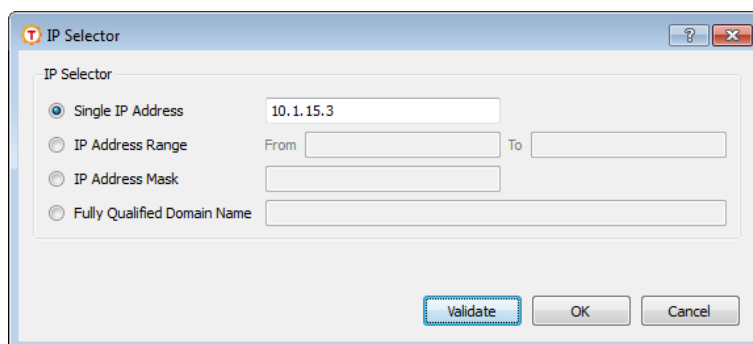 T IP Selector ?
IP Selector
Single IP Address 10.1.15.3
IP Address Range From To
IP Address Mask
Fully Qualified Domain Name
Validate OK Cancel